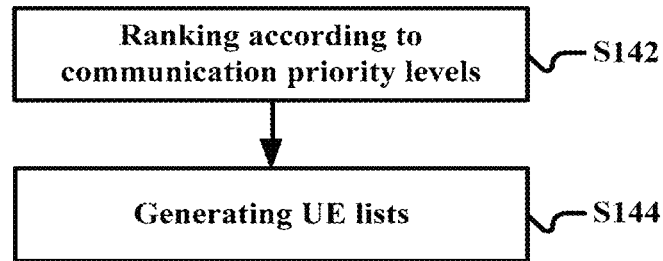 Ranking according to
communication priority levels
S142
Generating UE lists
S144